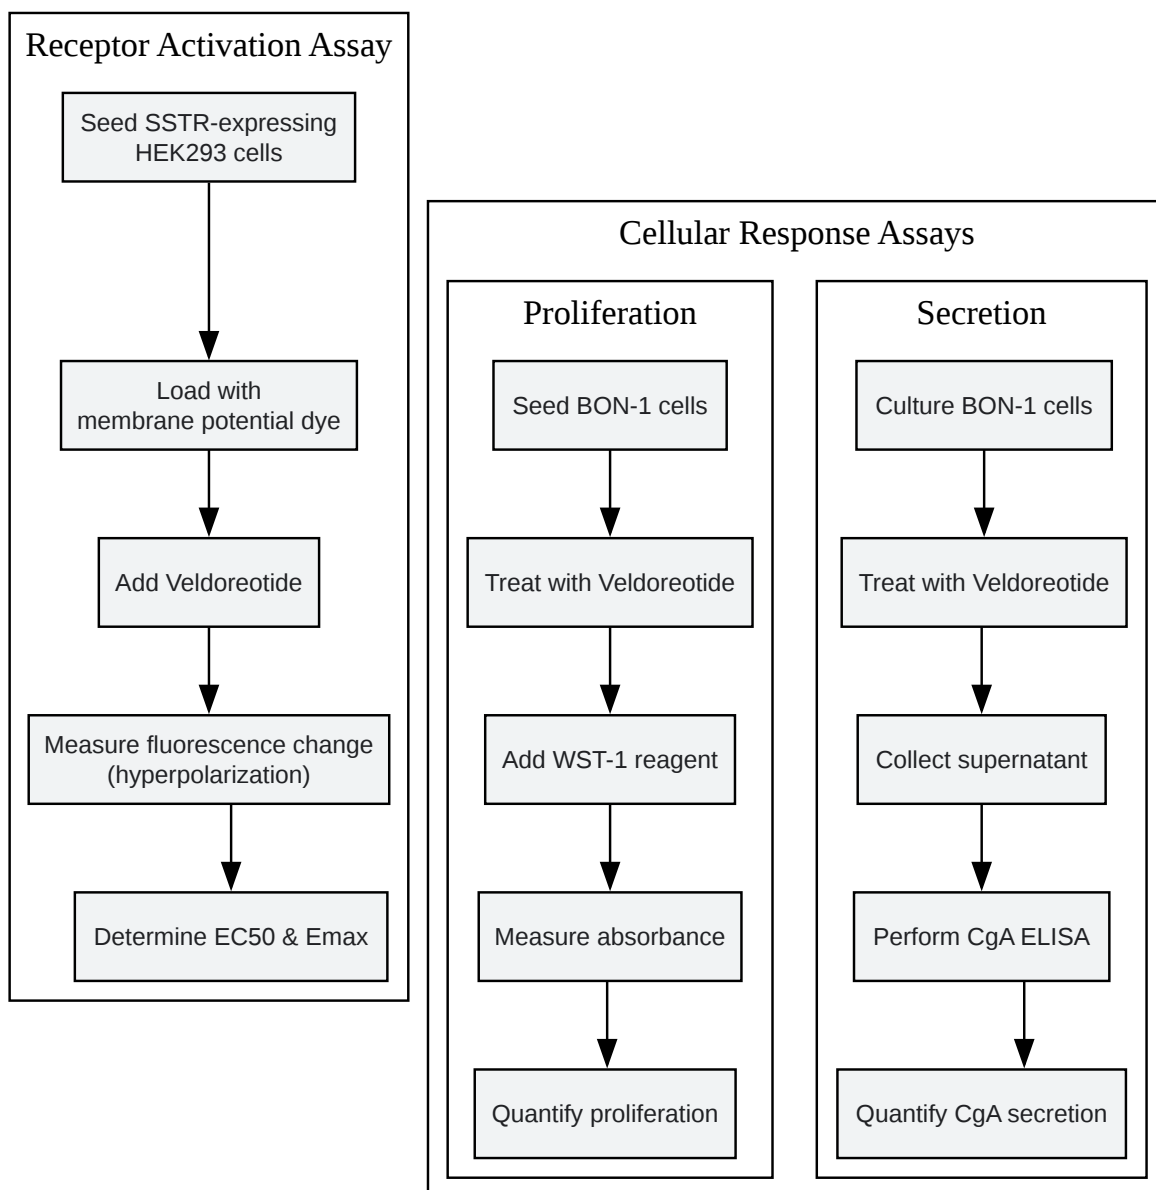 Receptor Activation Assay
Seed SSTR-expressing
HEK293 cells
Load with
membrane potential dye
Add Veldoreotide
Measure fluorescence change
(hyperpolarization)
Determine EC50 & Emax
Cellular Response Assays
Proliferation
Seed BON-1 cells
Treat with Veldoreotide
Add WST-1 reagent
Measure absorbance
Quantify proliferation
Secretion
Culture BON-1 cells
Treat with Veldoreotide
Collect supernatant
Perform CgA ELISA
Quantify CgA secretion